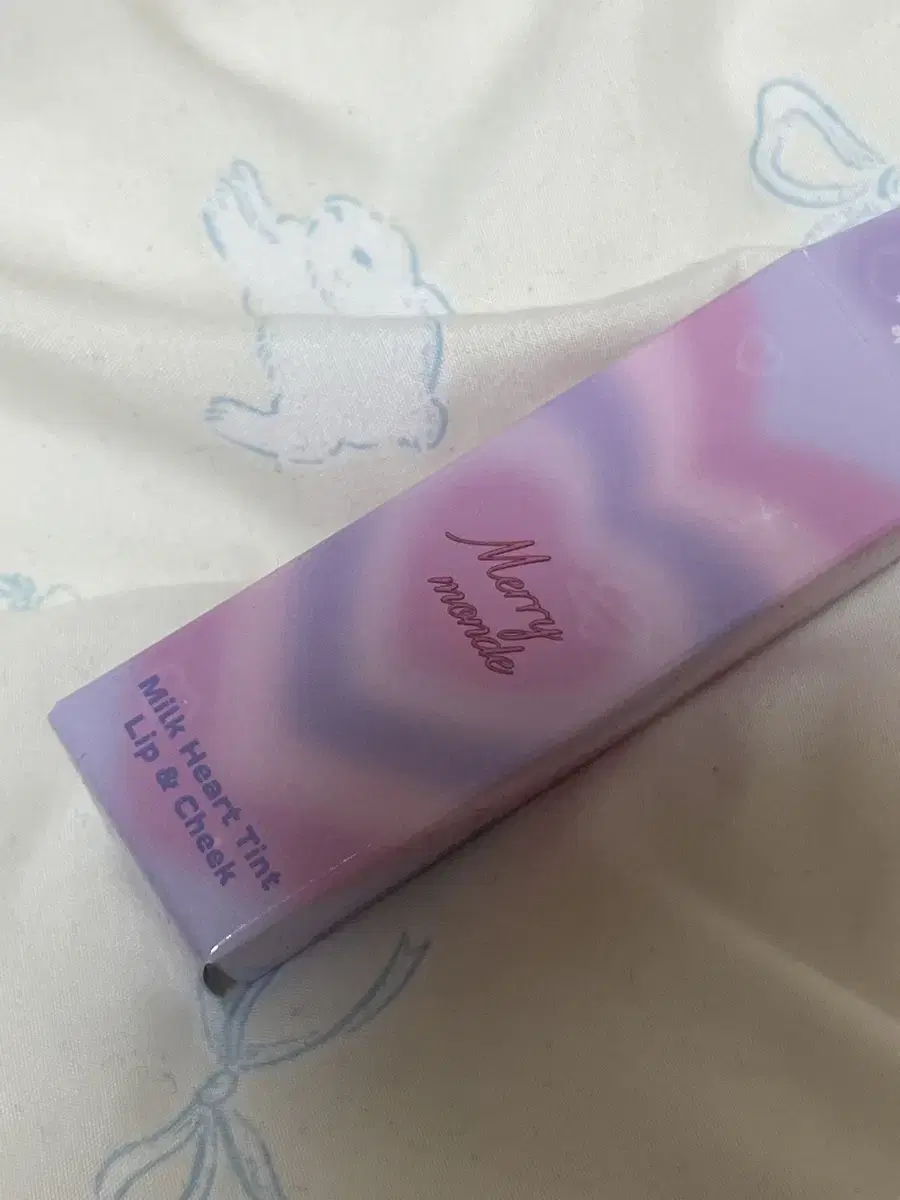 Merry
monde
Milk Heart Tint
Lip & Cheek